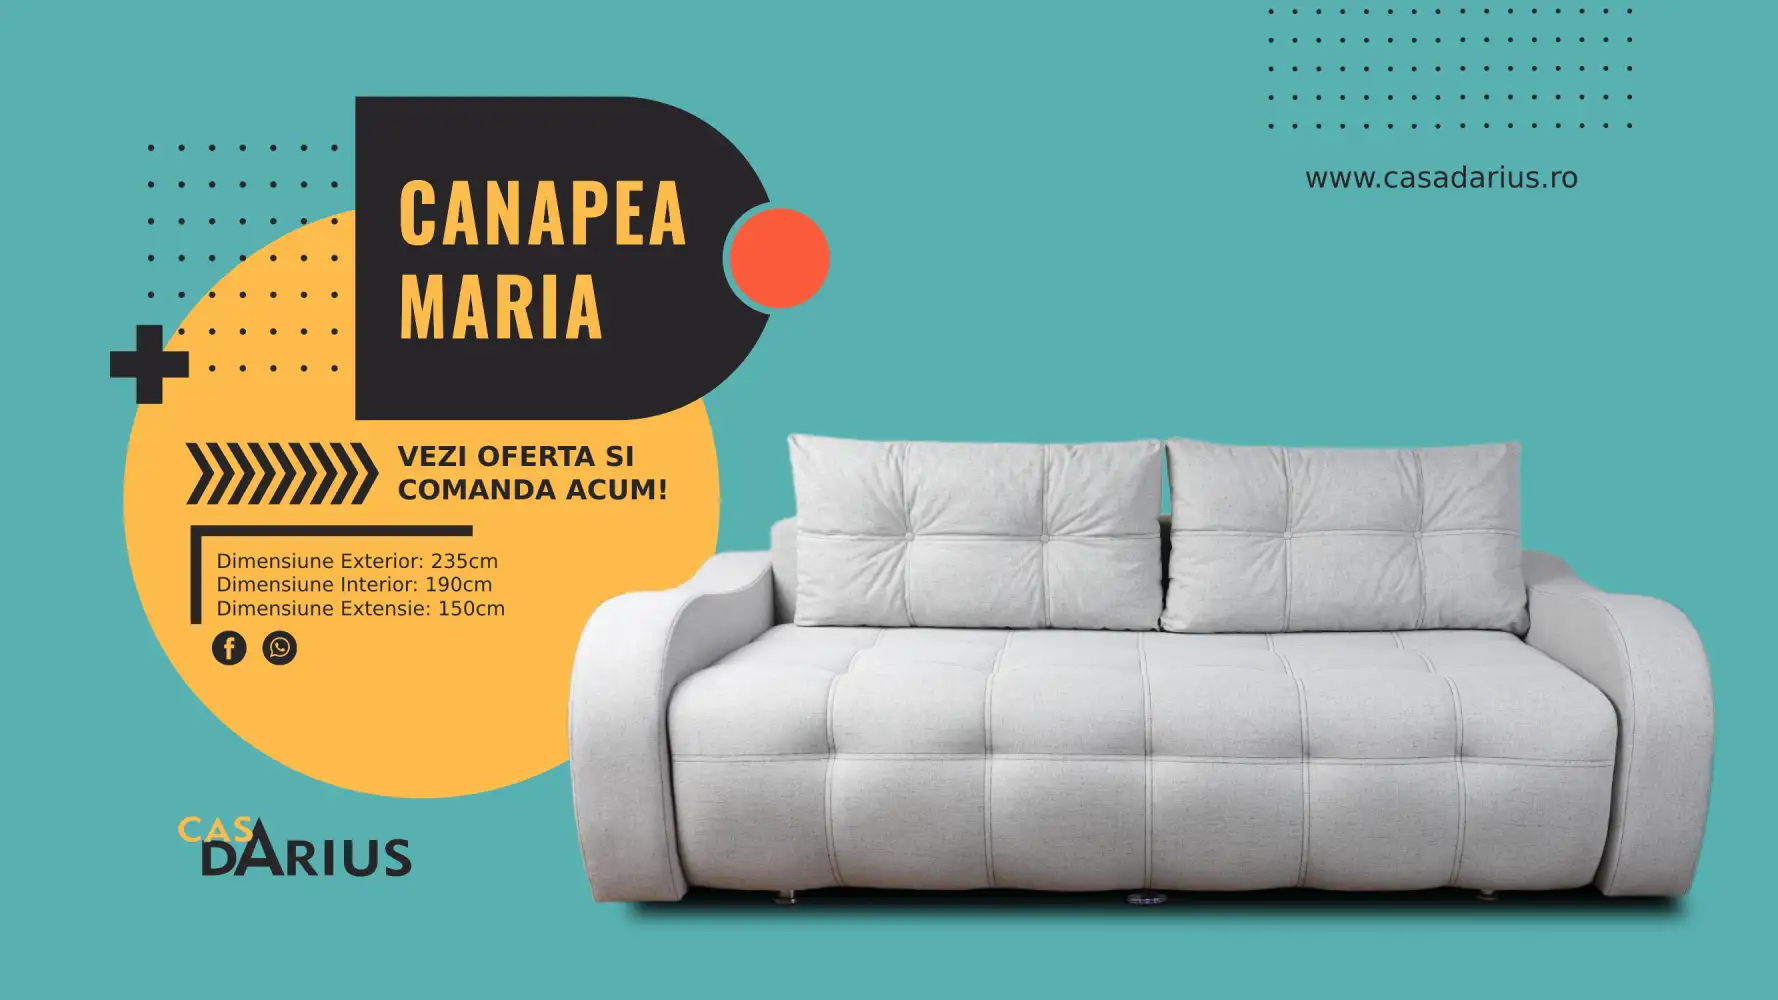 www.casadarius.ro
CANAPEA
MARIA
VEZI OFERTA SI
COMANDA ACUM!
Dimensiune Exterior: 235cm
Dimensiune Interior: 190cm
Dimensiune Extensie: 150cm
CASA
DARIUS